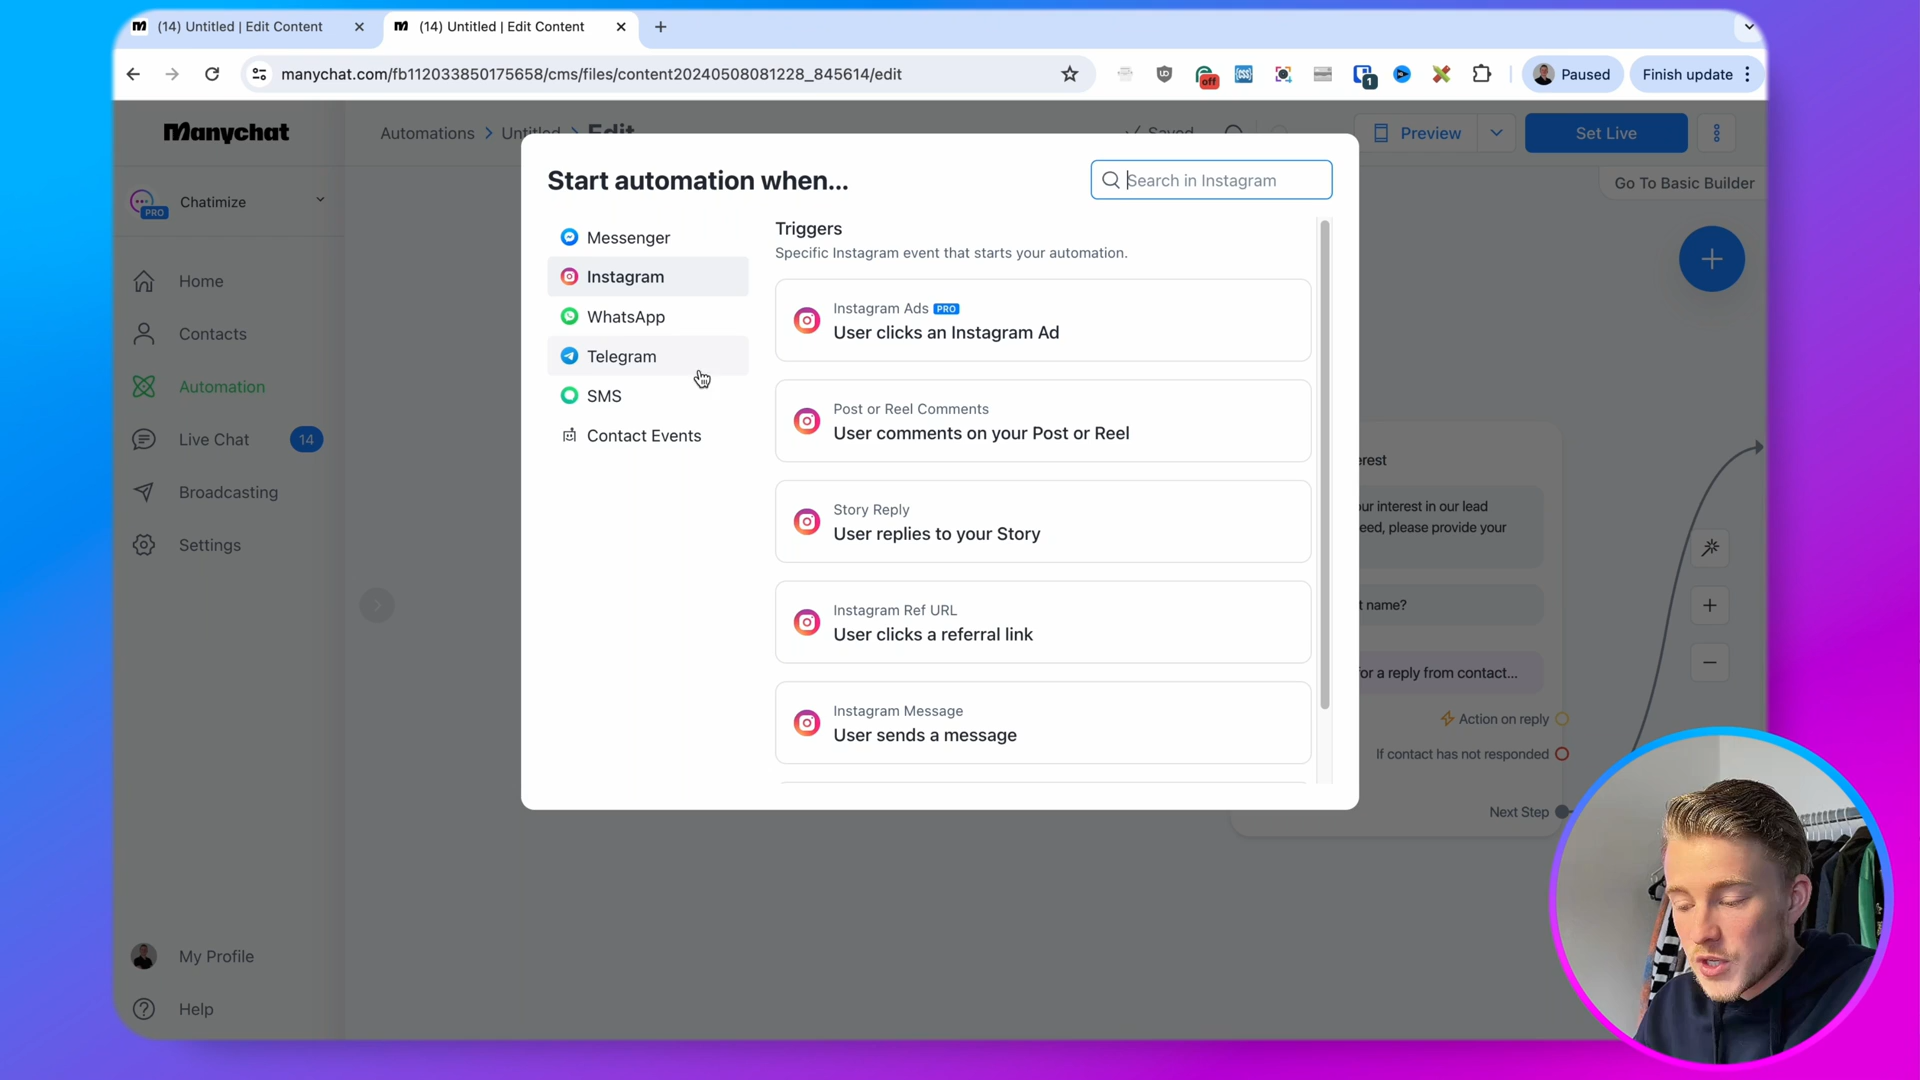 (14) Untitled | Edit Content
(14) Untitled | Edit Content
manychat.com/fb112033850175658/cms/files/content20240508081228_845614/edit
off
1
Paused
Finish update
Manychat
Automations > Untitled > Edit
Saved
Preview
Set Live
Go To Basic Builder
PRO
Chatimize
Home
Contacts
Automation
Live Chat 14
Broadcasting
Settings
My Profile
Help
Start automation when...
Search in Instagram
Messenger
Instagram
WhatsApp
Telegram
SMS
Contact Events
Triggers
Specific Instagram event that starts your automation.
Instagram Ads PRO
User clicks an Instagram Ad
Post or Reel Comments
User comments on your Post or Reel
Story Reply
User replies to your Story
Instagram Ref URL
User clicks a referral link
Instagram Message
User sends a message
interest in our lead
please provide your
name?
a reply from contact...
Action on reply
If contact has not responded
Next Step